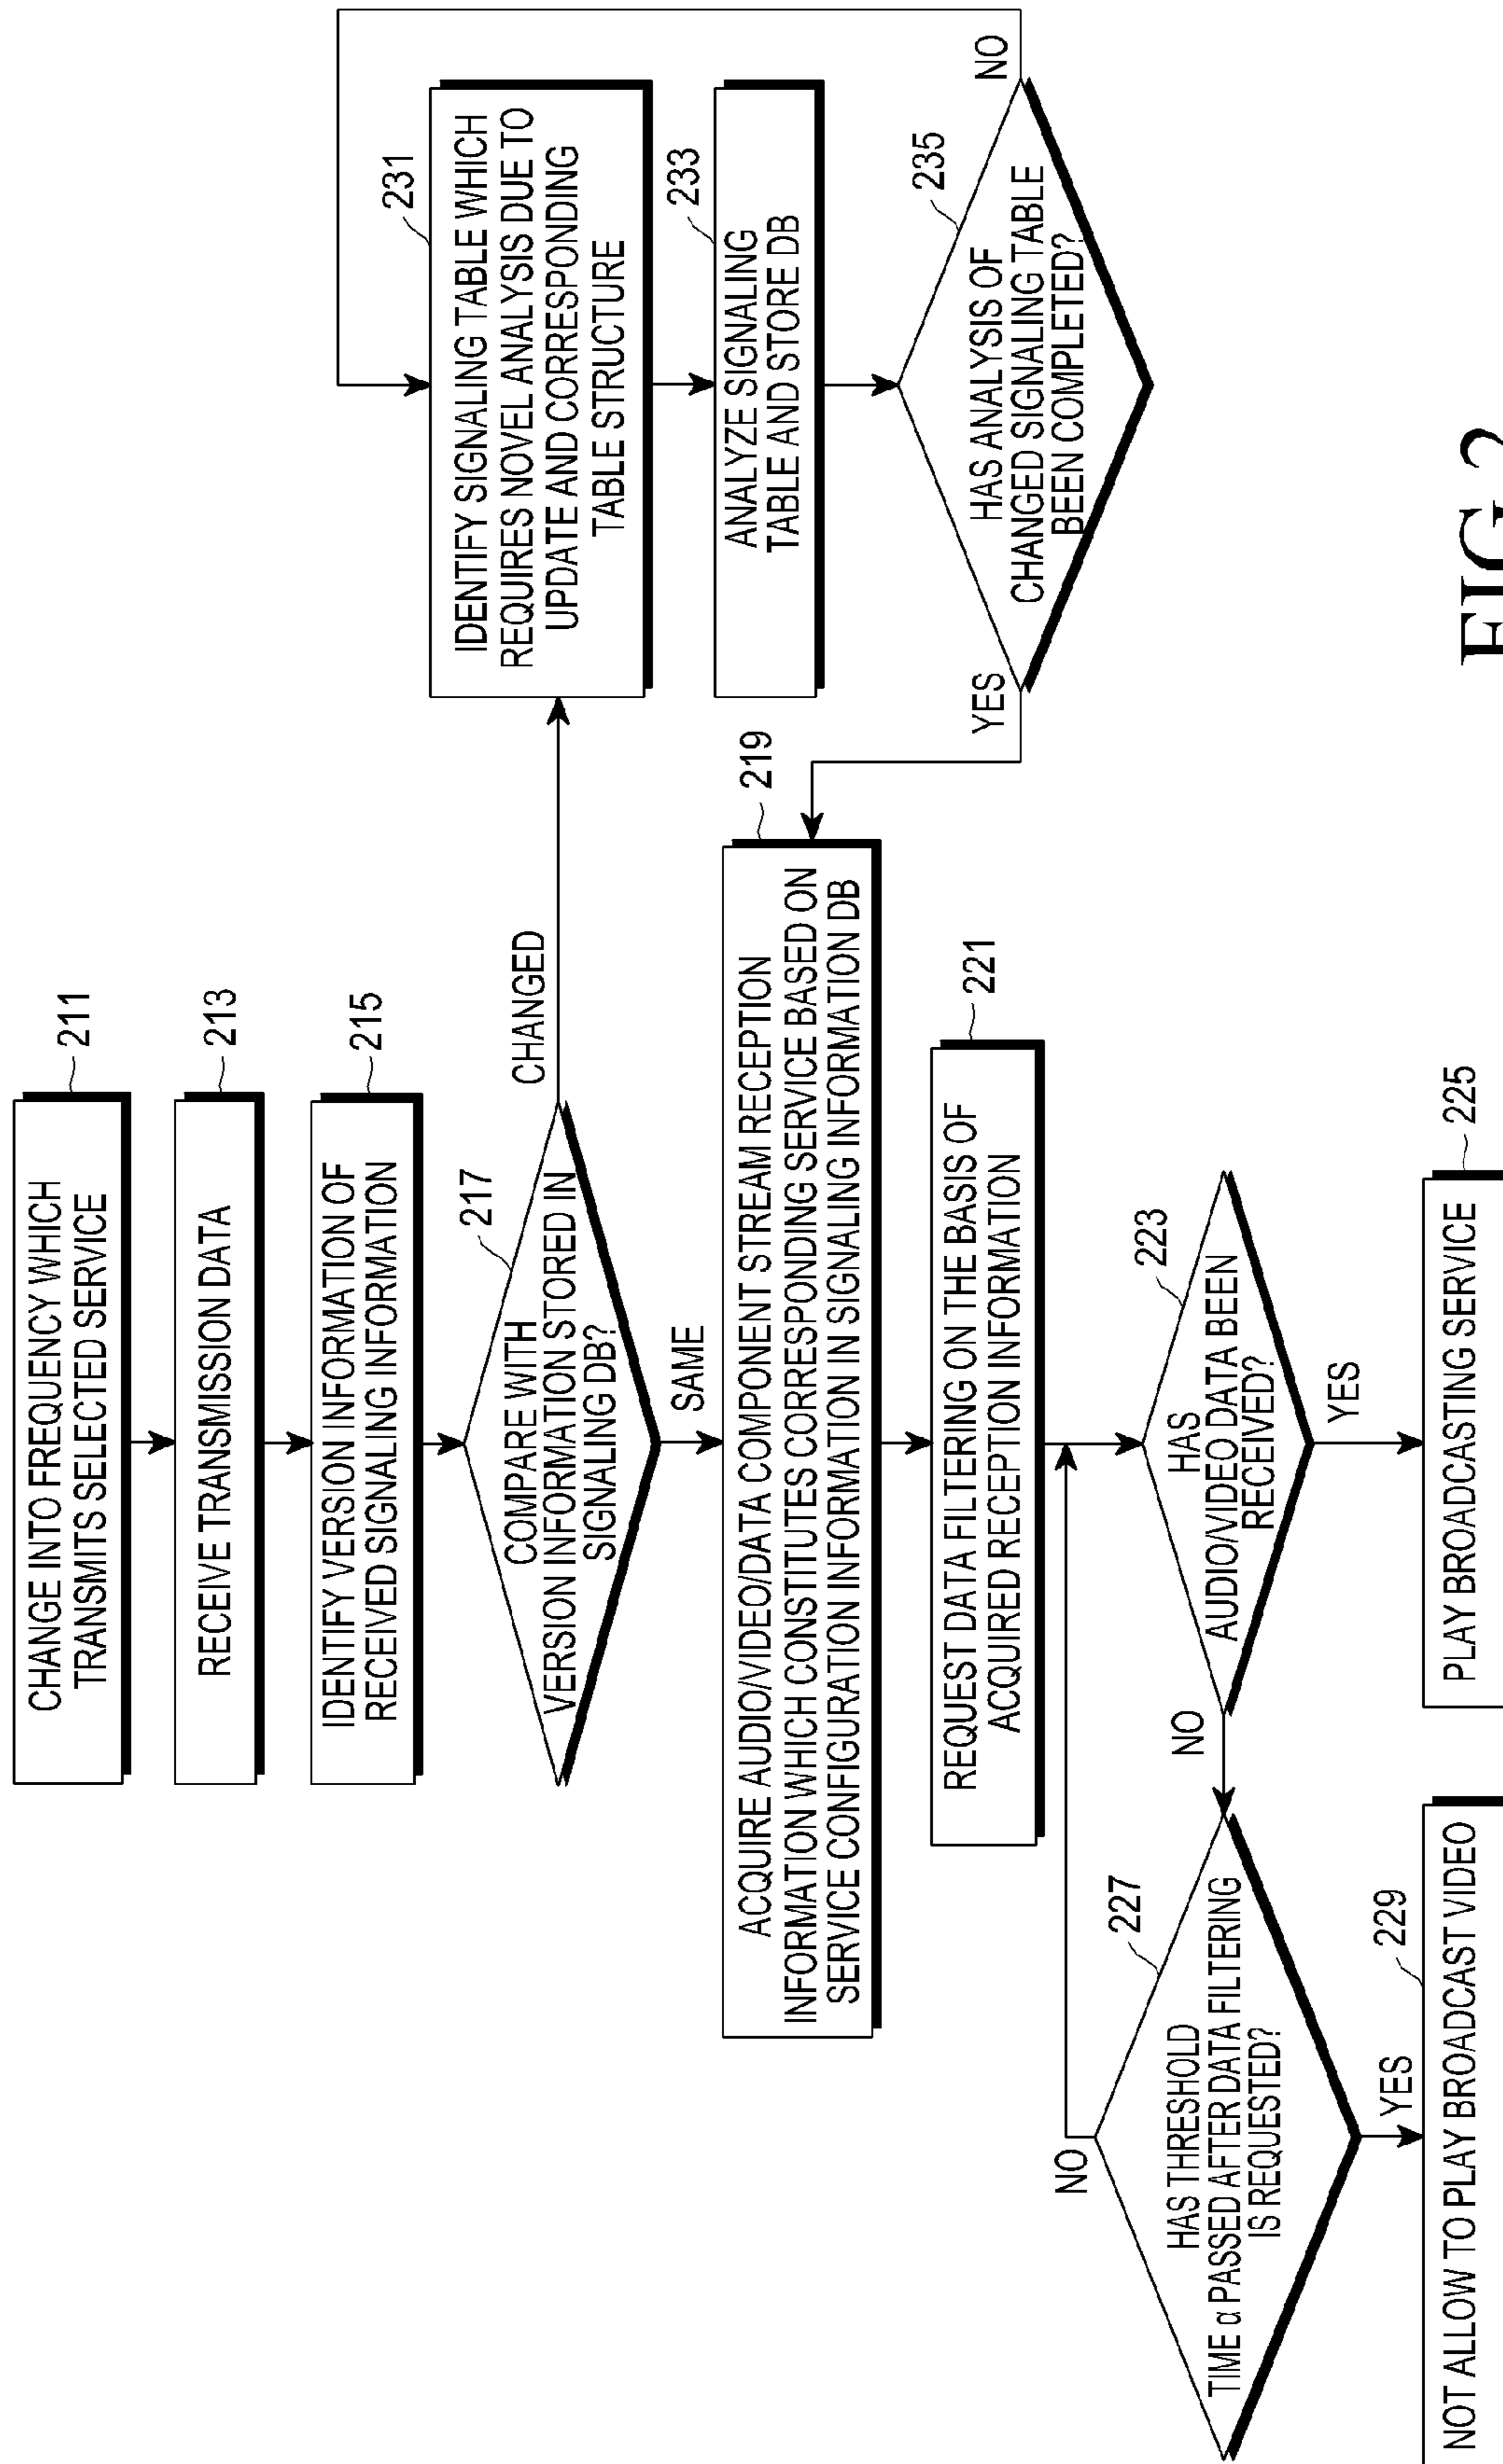 CHANGE INTO FREQUENCY WHICH
TRANSMITS SELECTED SERVICE
211
RECEIVE TRANSMISSION DATA
213
IDENTIFY VERSION INFORMATION OF
RECEIVED SIGNALING INFORMATION
215
COMPARE WITH
VERSION INFORMATION STORED IN
SIGNALING DB?
217
CHANGED
SAME
IDENTIFY SIGNALING TABLE WHICH
REQUIRES NOVEL ANALYSIS DUE TO
UPDATE AND CORRESPONDING
TABLE STRUCTURE
231
ANALYZE SIGNALING
TABLE AND STORE DB
233
HAS ANALYSIS OF
CHANGED SIGNALING TABLE
BEEN COMPLETED?
235
NO
YES
ACQUIRE AUDIO/VIDEO/DATA COMPONENT STREAM RECEPTION
INFORMATION WHICH CONSTITUTES CORRESPONDING SERVICE BASED ON
SERVICE CONFIGURATION INFORMATION IN SIGNALING INFORMATION DB
219
REQUEST DATA FILTERING ON THE BASIS OF
ACQUIRED RECEPTION INFORMATION
221
HAS
AUDIO/VIDEO DATA BEEN
RECEIVED?
223
NO
YES
PLAY BROADCASTING SERVICE
225
HAS THRESHOLD
TIME α PASSED AFTER DATA FILTERING
IS REQUESTED?
227
NO
YES
NOT ALLOW TO PLAY BROADCAST VIDEO
229
FIG.2